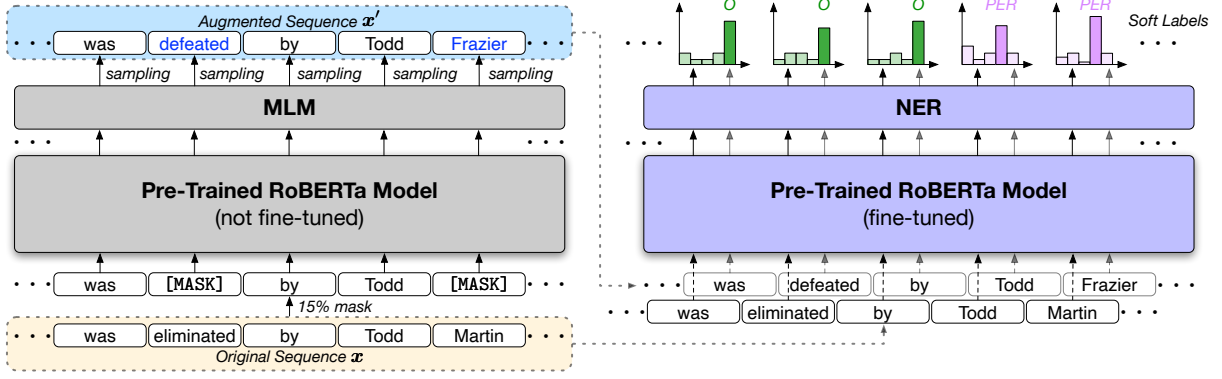 Augmented Sequence x′
· · · was defeated by Todd Frazier · · ·
sampling sampling sampling sampling sampling
MLM
· · · · · ·
Pre-Trained RoBERTa Model
(not fine-tuned)
· · · was [MASK] by Todd [MASK] · · ·
15% mask
· · · was eliminated by Todd Martin · · ·
Original Sequence x
O O O PER PER
· · · Soft Labels
· · ·
NER
· · · · · ·
Pre-Trained RoBERTa Model
(fine-tuned)
· · · was defeated by Todd Frazier · · ·
· · · was eliminated by Todd Martin · · ·